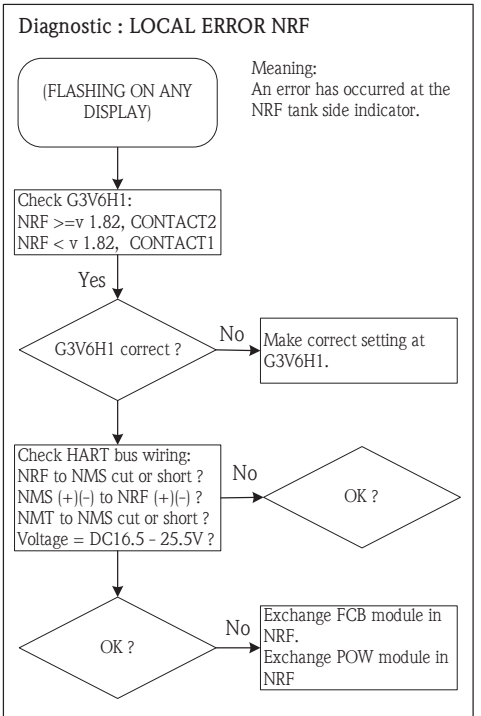 Diagnostic : LOCAL ERROR NRF
(FLASHING ON ANY
DISPLAY)
Meaning:
An error has occurred at the
NRF tank side indicator.
Check G3V6H1:
NRF >=v 1.82, CONTACT2
NRF < v 1.82, CONTACT1
Yes
G3V6H1 correct ?
No
Make correct setting at
G3V6H1.
Check HART bus wiring:
NRF to NMS cut or short ?
NMS (+)(-) to NRF (+)(-) ?
NMT to NMS cut or short ?
Voltage = DC16.5 - 25.5V ?
No
OK ?
OK ?
No
Exchange FCB module in
NRF.
Exchange POW module in
NRF